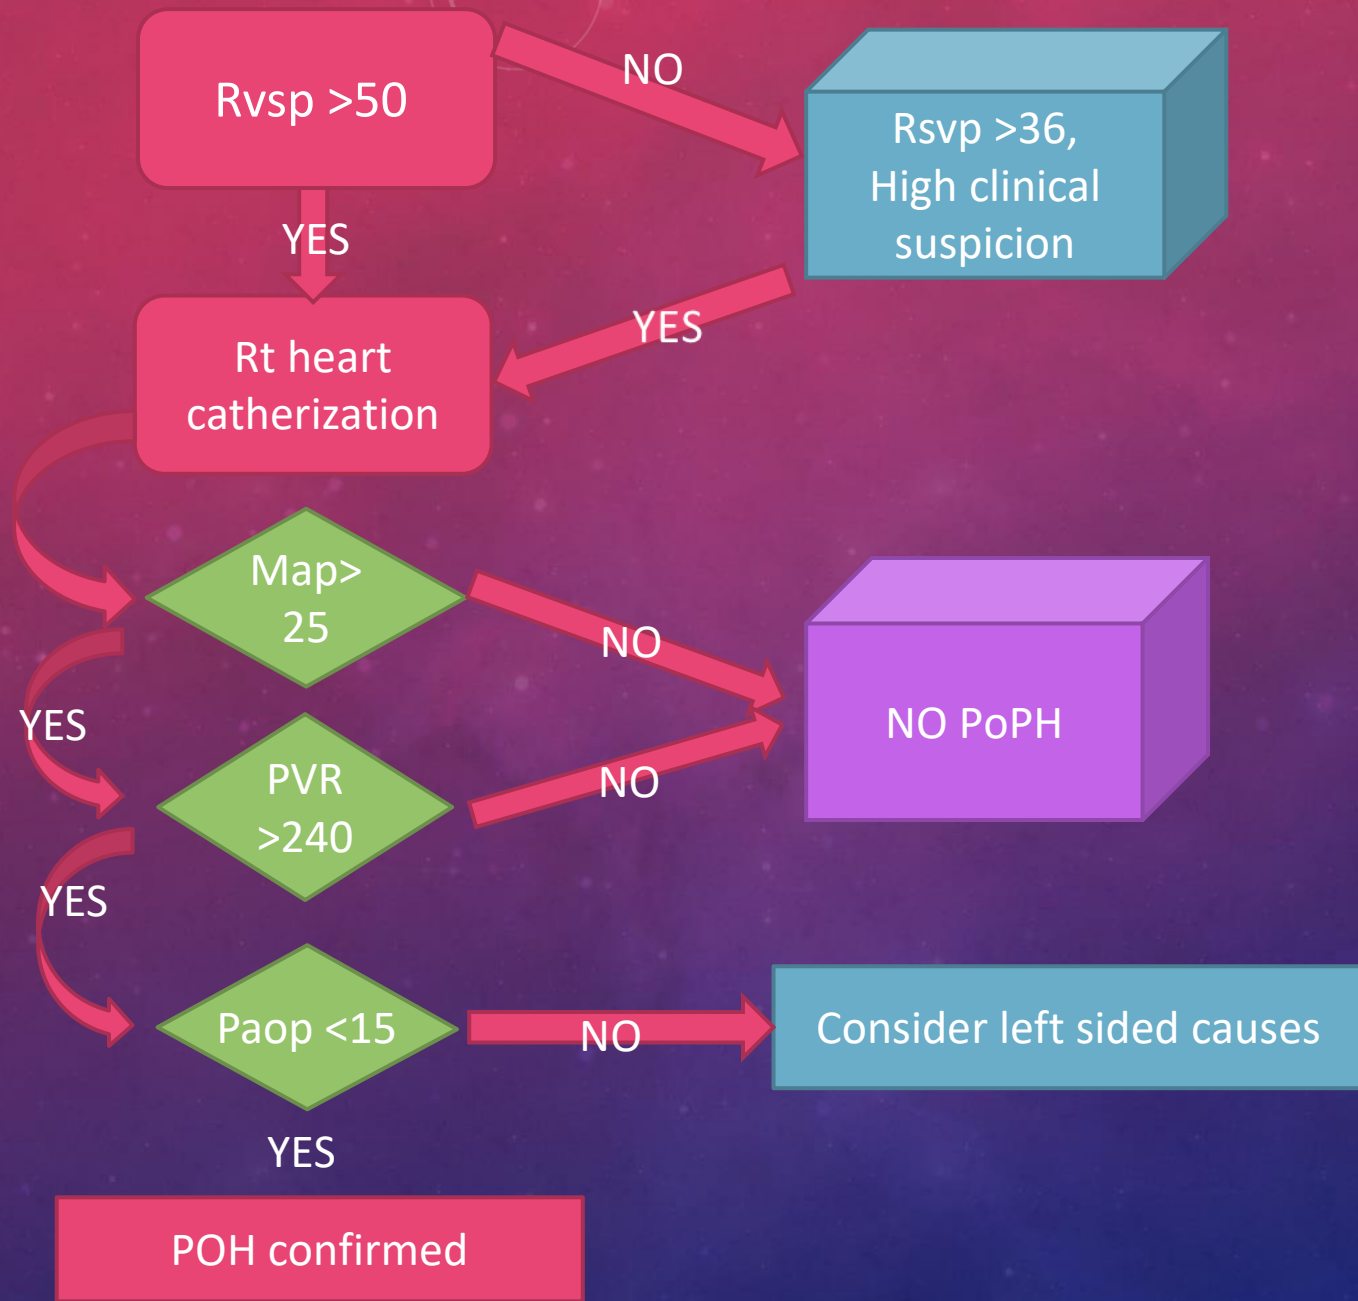 Rvsp >50
NO
Rsvp >36,
High clinical
suspicion
YES
YES
Rt heart
catherization
Map>
25
NO
NO PoPH
YES
PVR
>240
NO
YES
Paop <15
NO
Consider left sided causes
YES
POH confirmed